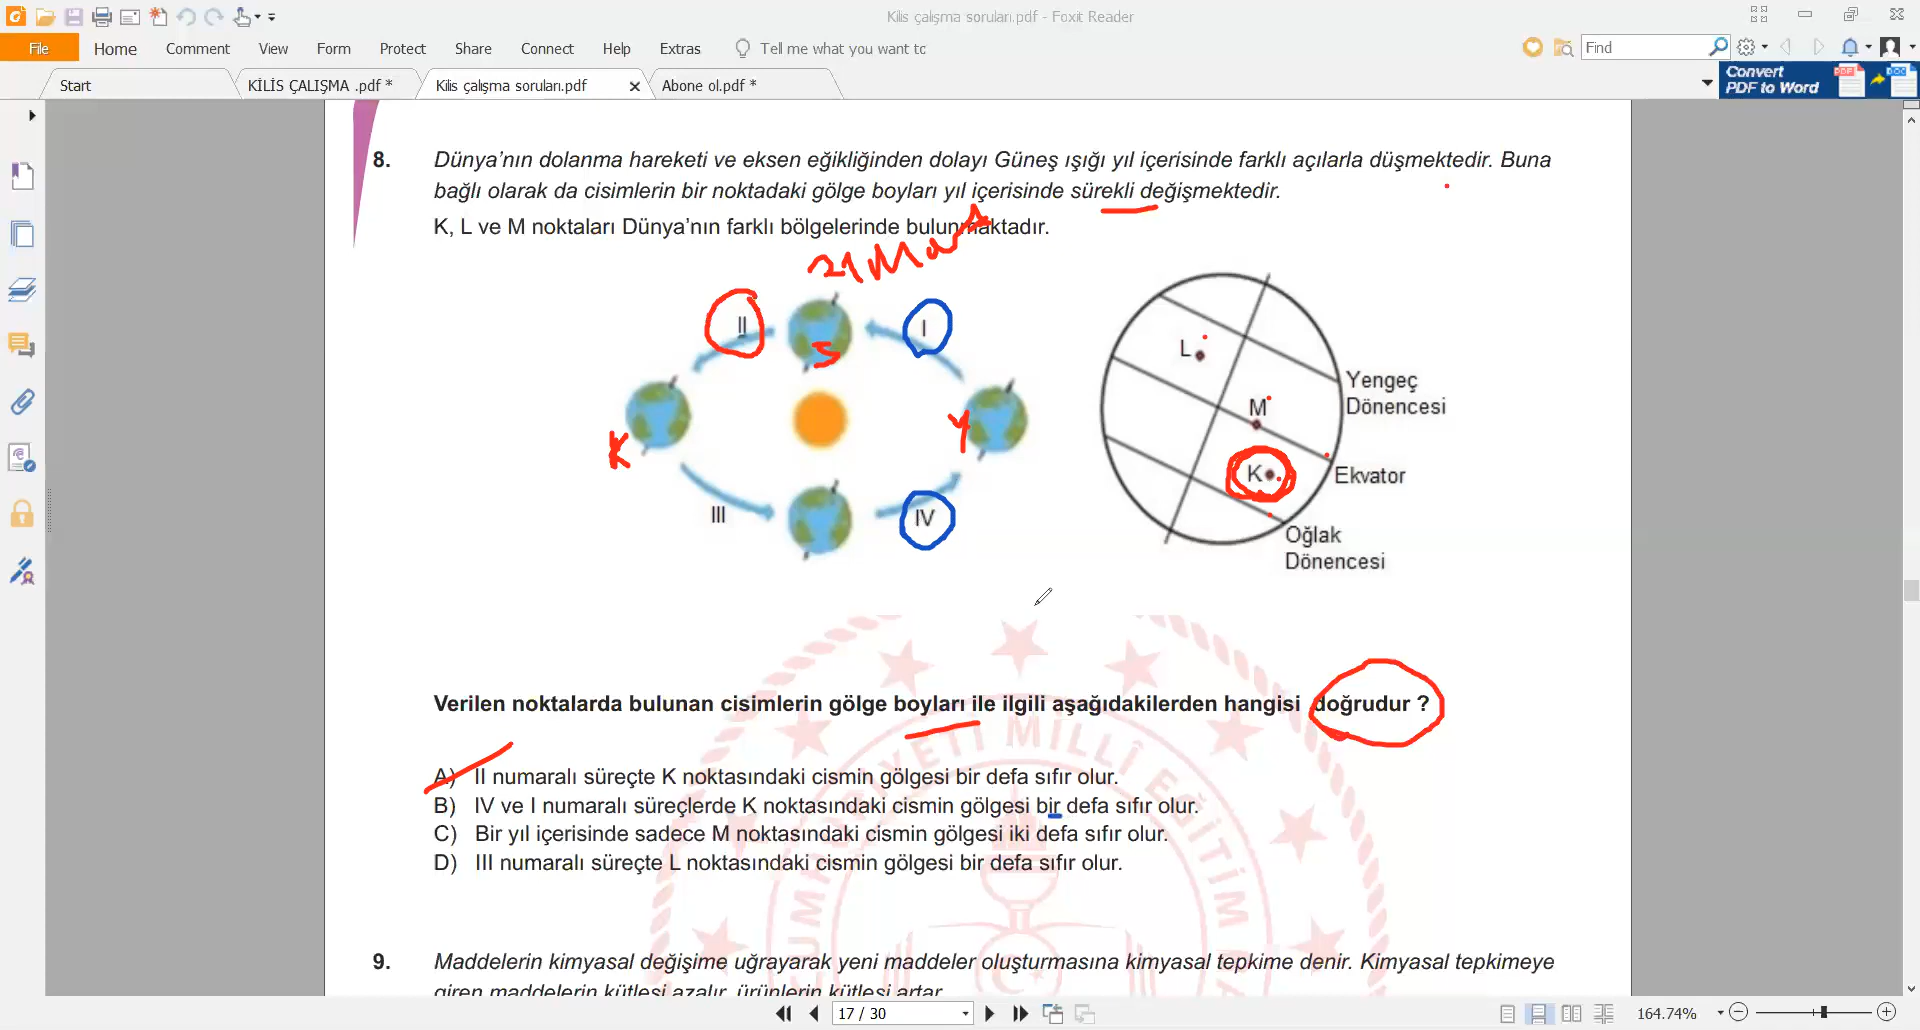 Kilis çalışma soruları.pdf - Foxit Reader
File Home Comment View Form Protect Share Connect Help Extras Tell me what you want to Find
Start KİLİS ÇALIŞMA .pdf * Kilis çalışma soruları.pdf Abone ol.pdf *
Convert
PDF to Word
8. Dünya'nın dolanma hareketi ve eksen eğikliğinden dolayı Güneş ışığı yıl içerisinde farklı açılarla düşmektedir. Buna
bağlı olarak da cisimlerin bir noktadaki gölge boyları yıl içerisinde sürekli değişmektedir.
K, L ve M noktaları Dünya'nın farklı bölgelerinde bulunmaktadır.
21 Mart
II
I
S
K
Y
III
IV
L
M
K
Yengeç
Dönencesi
Ekvator
Oğlak
Dönencesi
Verilen noktalarda bulunan cisimlerin gölge boyları ile ilgili aşağıdakilerden hangisi doğrudur ?
A) II numaralı süreçte K noktasındaki cismin gölgesi bir defa sıfır olur.
B) IV ve I numaralı süreçlerde K noktasındaki cismin gölgesi bir defa sıfır olur.
C) Bir yıl içerisinde sadece M noktasındaki cismin gölgesi iki defa sıfır olur.
D) III numaralı süreçte L noktasındaki cismin gölgesi bir defa sıfır olur.
9. Maddelerin kimyasal değişime uğrayarak yeni maddeler oluşturmasına kimyasal tepkime denir. Kimyasal tepkimeye
giren maddelerin kütlesi azalır, ürünlerin kütlesi artar.
17 / 30
164.74%